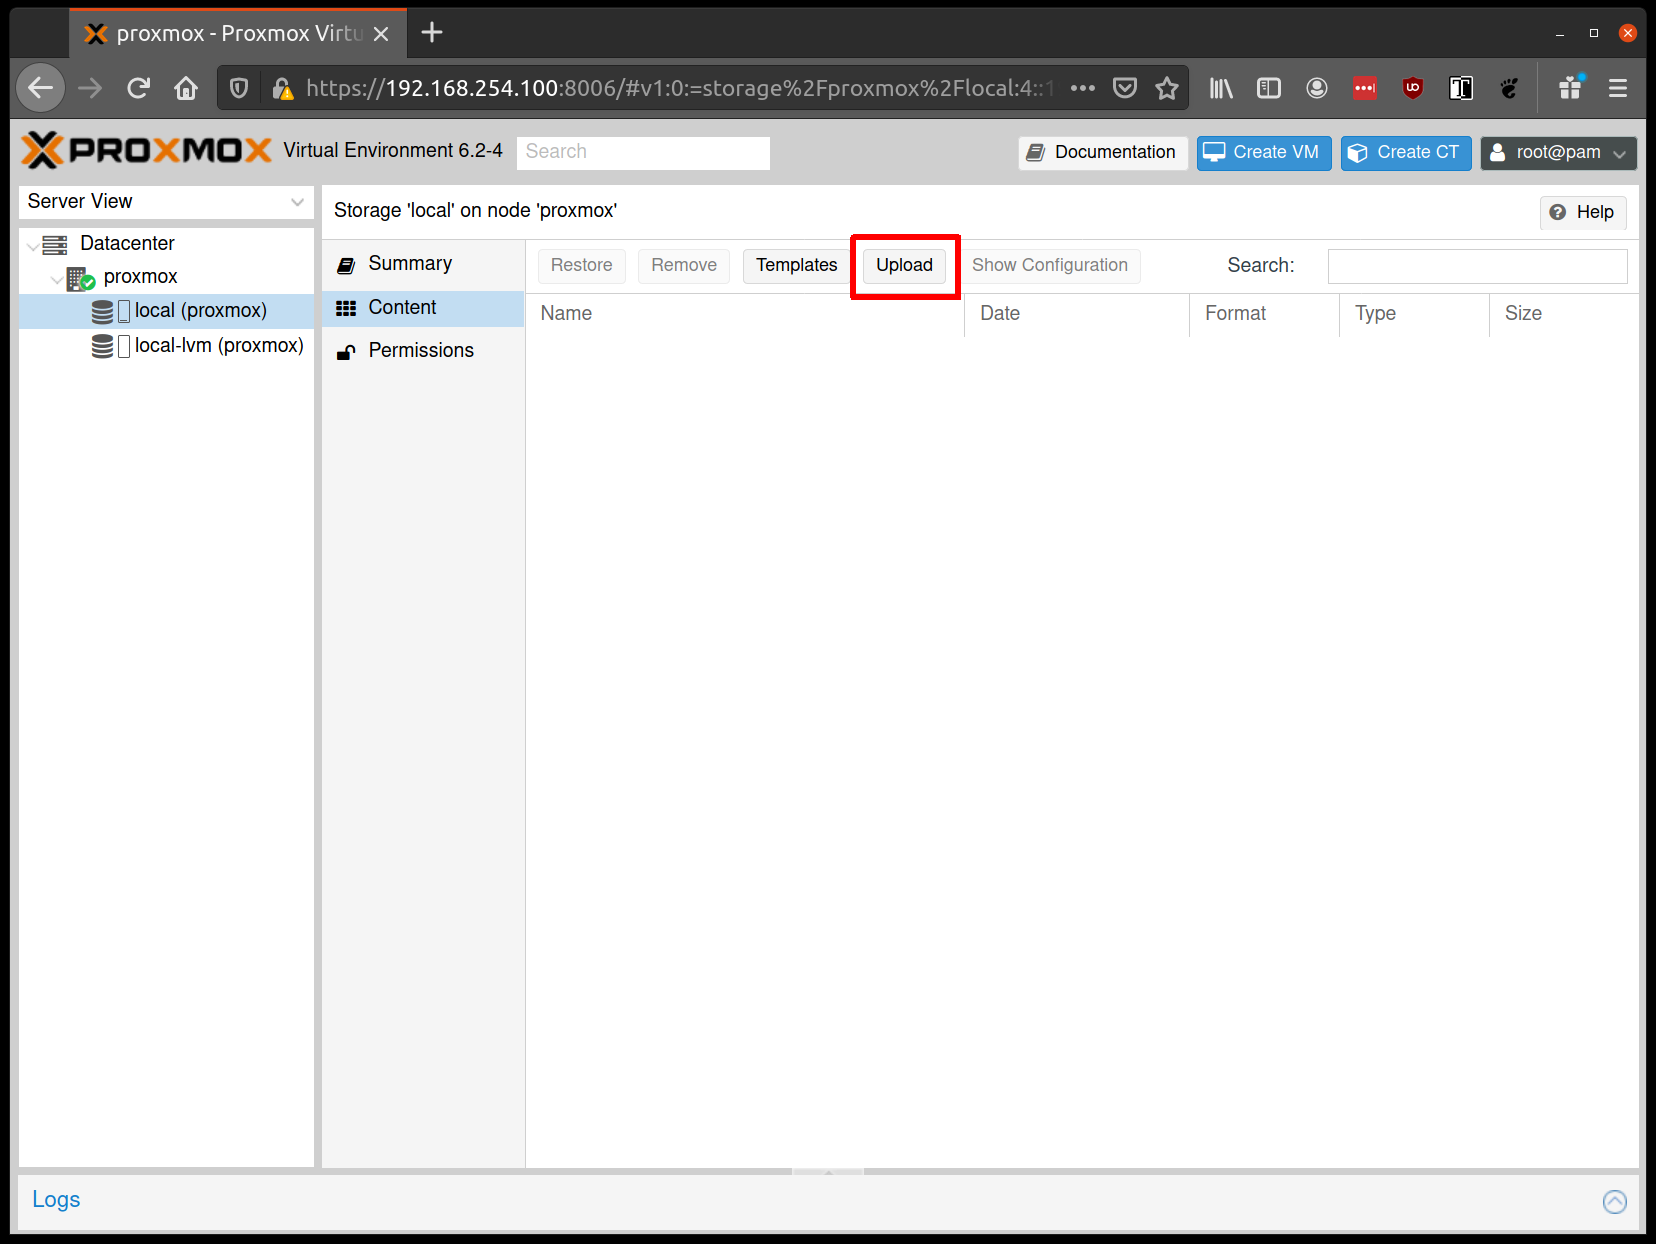 proxmox - Proxmox Virtu
https://192.168.254.100:8006/#v1:0:=storage%2Fproxmox%2Flocal:4::1
PROXMOX Virtual Environment 6.2-4 Search Documentation Create VM Create CT root@pam
Server View
Storage 'local' on node 'proxmox' Help
Datacenter
proxmox
local (proxmox)
local-lvm (proxmox)
Summary
Content
Permissions
Restore Remove Templates Upload Show Configuration Search:
Name Date Format Type Size
Logs